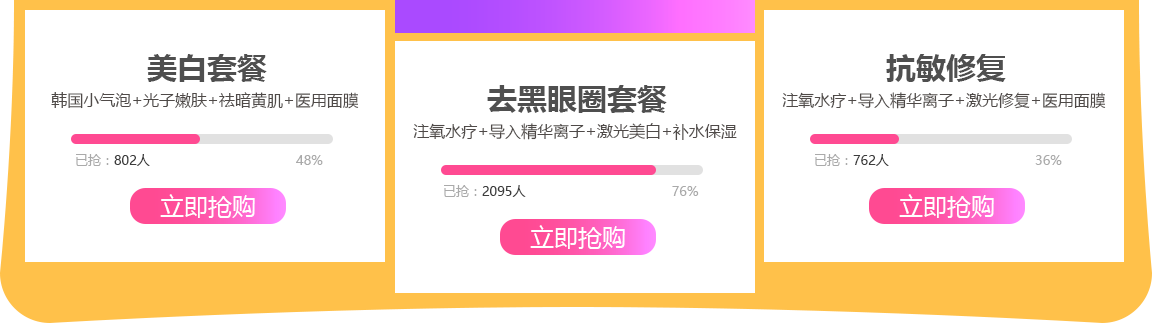 美白套餐
韩国小气泡+光子嫩肤+祛暗黄肌+医用面膜
已抢：802人 48%
立即抢购
去黑眼圈套餐
注氧水疗+导入精华离子+激光美白+补水保湿
已抢：2095人 76%
立即抢购
抗敏修复
注氧水疗+导入精华离子+激光修复+医用面膜
已抢：762人 36%
立即抢购